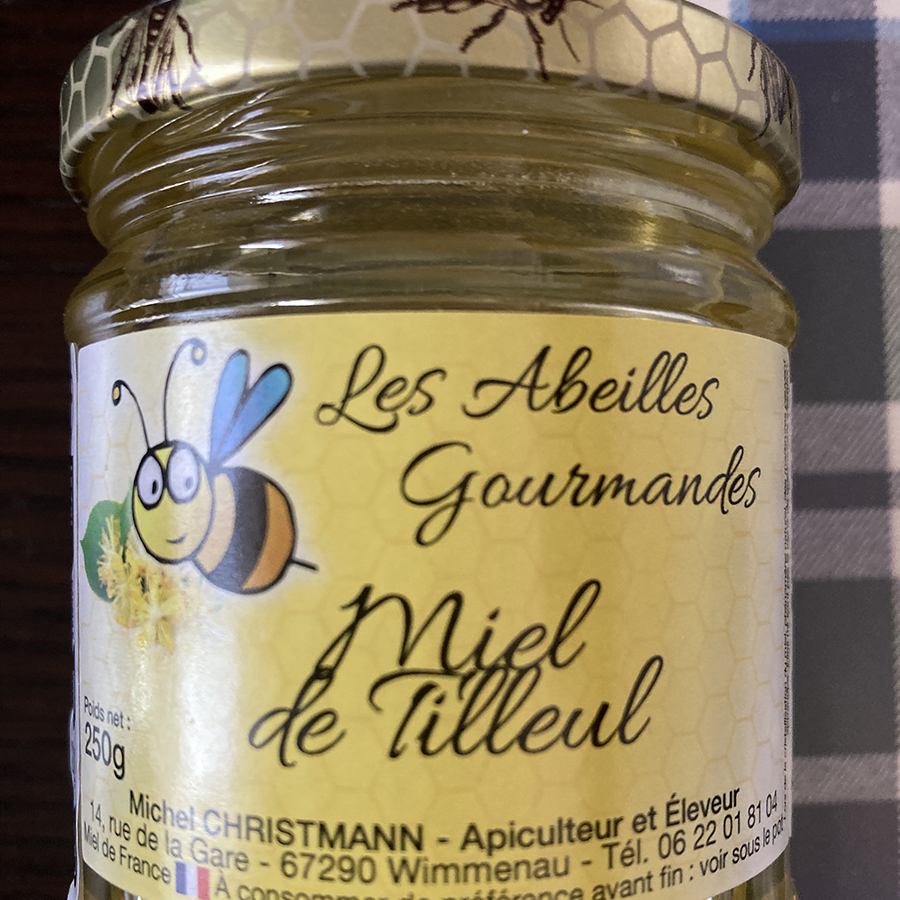 Les Abeilles
Gourmandes
Miel
de Tilleul
Poids net :
250g
Michel CHRISTMANN - Apiculteur et Éleveur
14, rue de la Gare - 67290 Wimmenau - Tél. 06 22 01 81 04
Miel de France À consommer de préférence avant fin : voir sous le pot